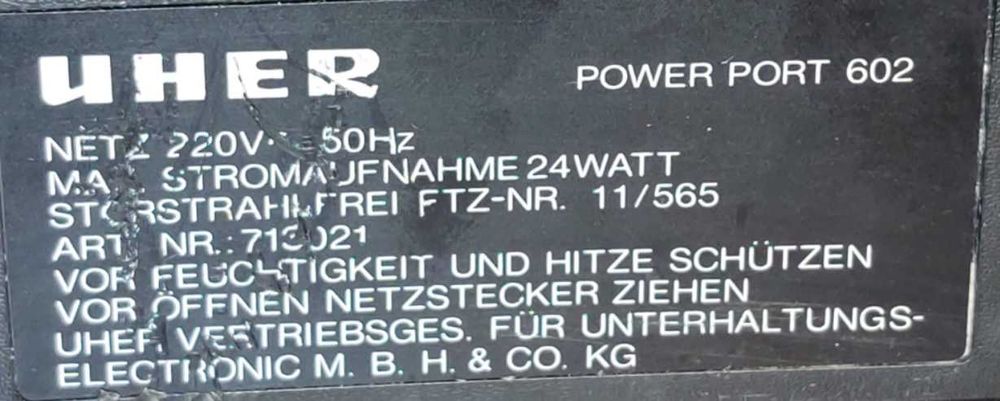 UHER POWER PORT 602
NETZ 220V 50Hz
MAX. STROMAUFNAHME 24WATT
STÖRSTRAHLFREI FTZ-NR. 11/565
ART. NR.:
VOR FEUCHTIGKEIT UND HITZE SCHÜTZEN
VOR ÖFFNEN NETZSTECKER ZIEHEN
UHER VERTRIEBSGES. FÜR UNTERHALTUNGS-
ELECTRONIC M. B. H. & CO. KG